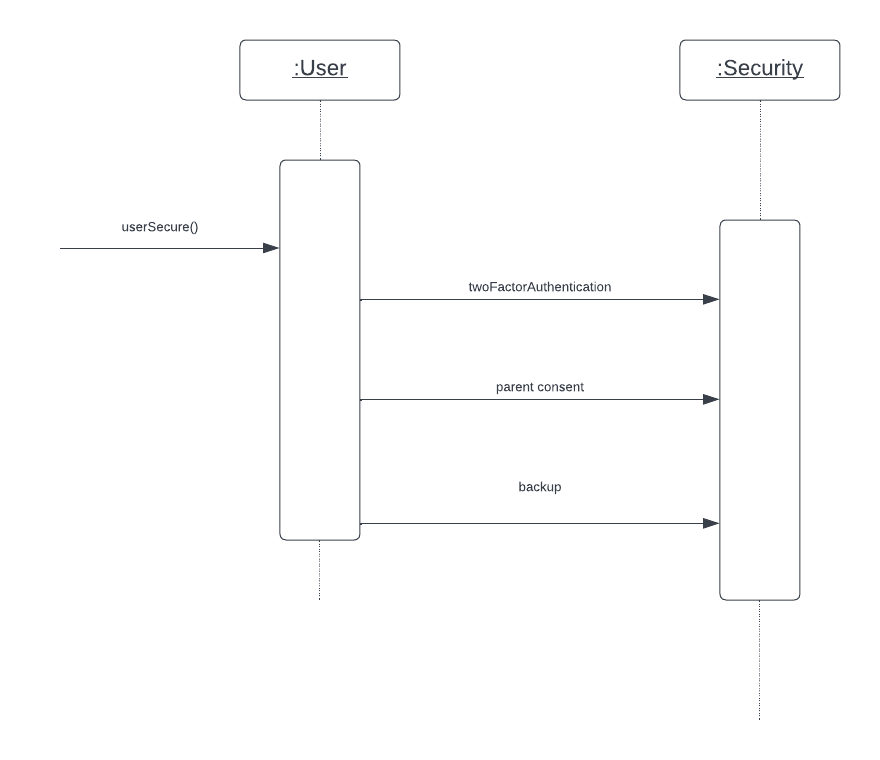 :User
:Security
userSecure()
twoFactorAuthentication
parent consent
backup